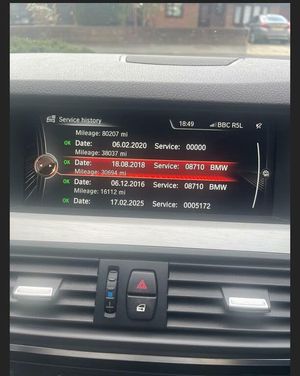 Service history
18:49
BBC R5L
Mileage: 80207 mi
OK Date: 06.02.2020 Service: 00000
Mileage: 38037 mi
OK Date: 18.08.2018 Service: 08710 BMW
Mileage: 30694 mi
OK Date: 06.12.2016 Service: 08710 BMW
Mileage: 16112 mi
OK Date: 17.02.2025 Service: 0005172